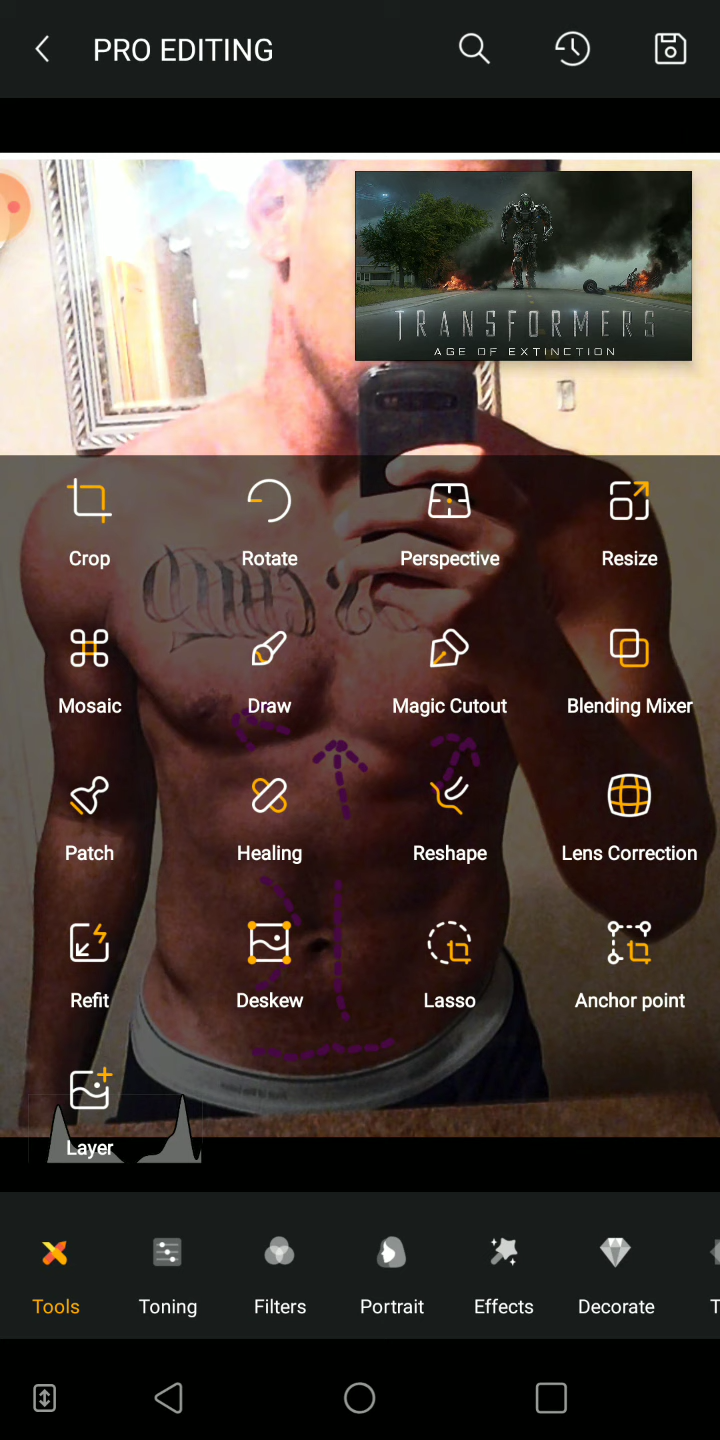 PRO EDITING
TRANSFORMERS
AGE OF EXTINCTION
Crop
Rotate
Perspective
Resize
Mosaic
Draw
Magic Cutout
Blending Mixer
Patch
Healing
Reshape
Lens Correction
Refit
Deskew
Lasso
Anchor point
Layer
Tools
Toning
Filters
Portrait
Effects
Decorate